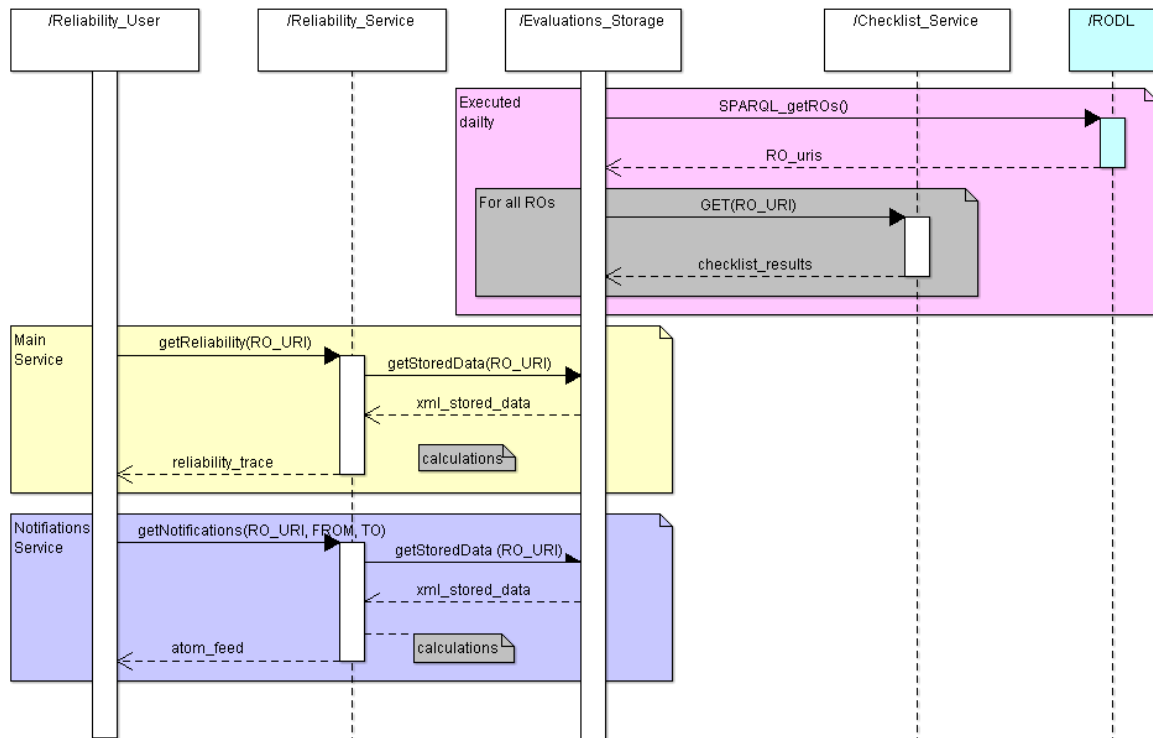 /Reliability_User
/Reliability_Service
/Evaluations_Storage
/Checklist_Service
/RODL
Executed
dailty
SPARQL_getROs()
RO_uris
For all ROs
GET(RO_URI)
checklist_results
Main
Service
getReliability(RO_URI)
getStoredData(RO_URI)
xml_stored_data
calculations
reliability_trace
Notifiations
Service
getNotifications(RO_URI, FROM, TO)
getStoredData (RO_URI)
xml_stored_data
calculations
atom_feed